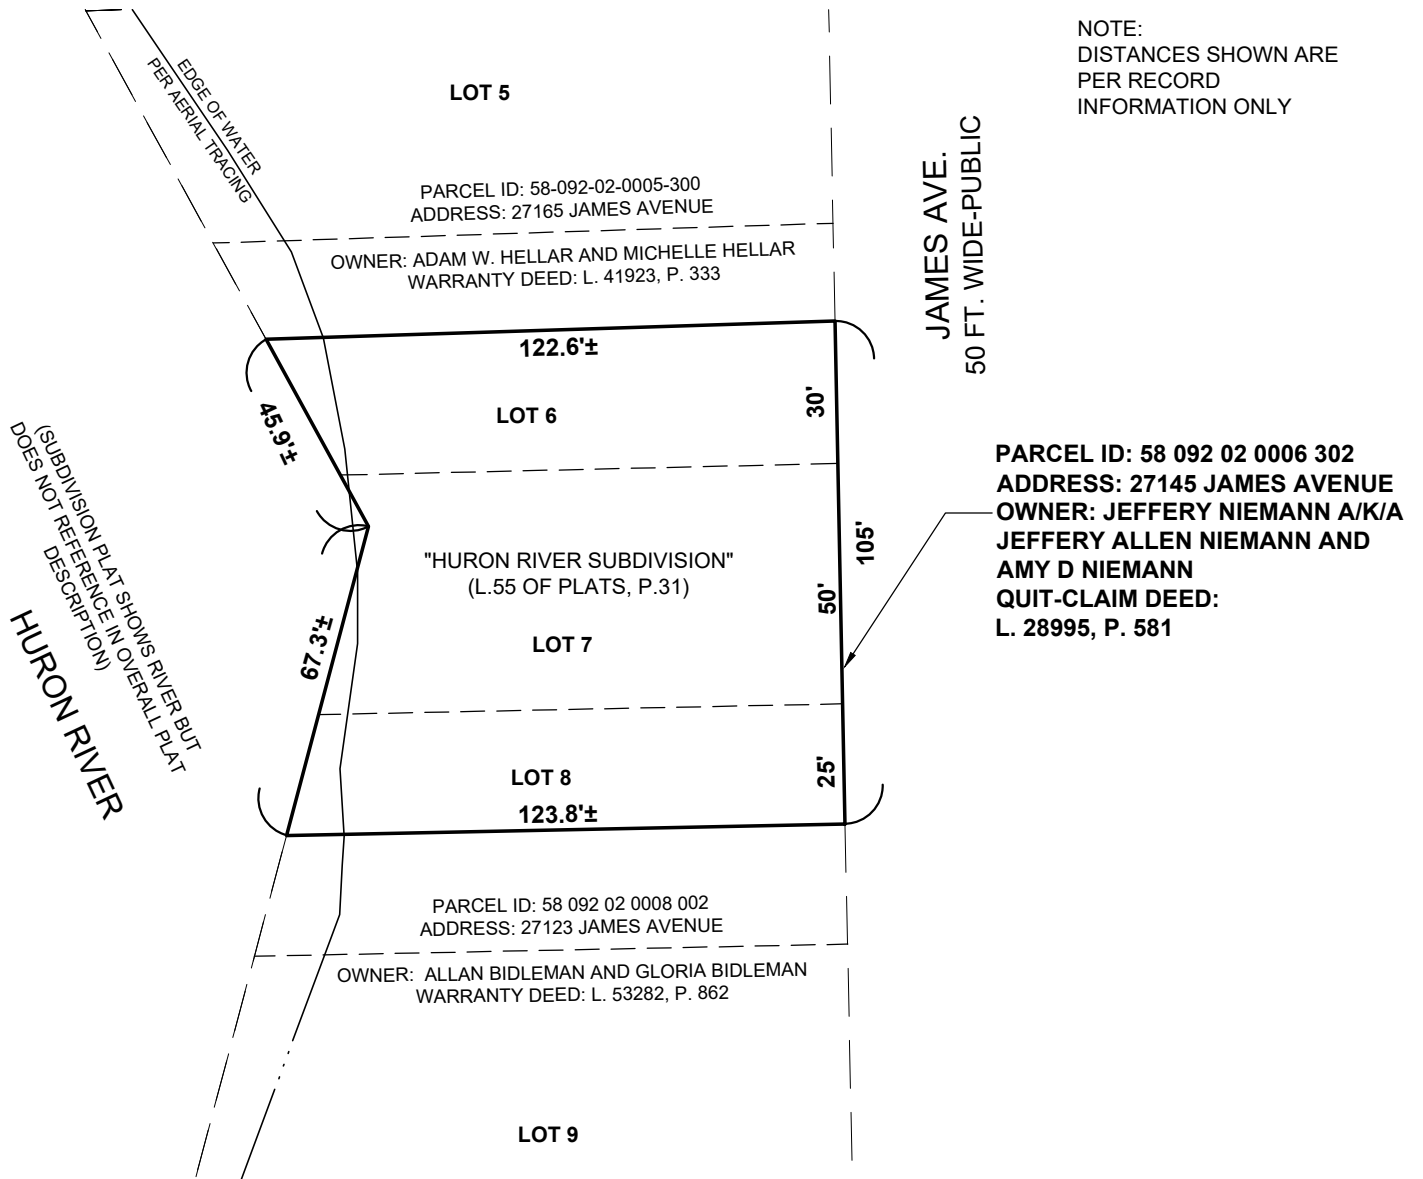 NOTE:
DISTANCES SHOWN ARE
PER RECORD
INFORMATION ONLY
EDGE OF WATER
PER AERIAL TRACING
LOT 5
JAMES AVE.
50 FT. WIDE-PUBLIC
PARCEL ID: 58-092-02-0005-300
ADDRESS: 27165 JAMES AVENUE
OWNER: ADAM W. HELLAR AND MICHELLE HELLAR
WARRANTY DEED: L. 41923, P. 333
122.6'±
45.9'±
LOT 6
30'
PARCEL ID: 58 092 02 0006 302
ADDRESS: 27145 JAMES AVENUE
OWNER: JEFFERY NIEMANN A/K/A
JEFFERY ALLEN NIEMANN AND
AMY D NIEMANN
QUIT-CLAIM DEED:
L. 28995, P. 581
(SUBDIVISION PLAT SHOWS RIVER BUT
DOES NOT REFERENCE IN OVERALL PLAT
DESCRIPTION)
HURON RIVER
"HURON RIVER SUBDIVISION"
(L.55 OF PLATS, P.31)
105'
50'
67.3'±
LOT 7
LOT 8
25'
123.8'±
PARCEL ID: 58 092 02 0008 002
ADDRESS: 27123 JAMES AVENUE
OWNER: ALLAN BIDLEMAN AND GLORIA BIDLEMAN
WARRANTY DEED: L. 53282, P. 862
LOT 9